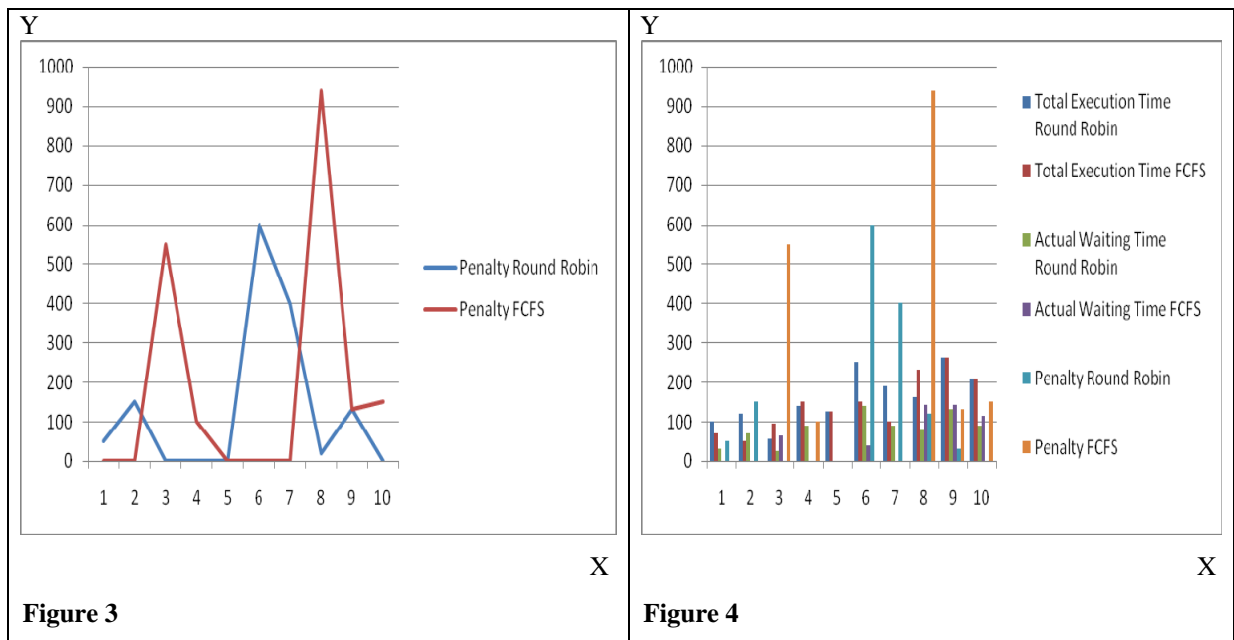 Y
1000
900
800
700
600
500
400
300
200
100
0
1 2 3 4 5 6 7 8 9 10
Penalty Round Robin
Penalty FCFS
X
Figure 3
Y
1000
900
800
700
600
500
400
300
200
100
0
1 2 3 4 5 6 7 8 9 10
Total Execution Time
Round Robin
Total Execution Time FCFS
Actual Waiting Time
Round Robin
Actual Waiting Time FCFS
Penalty Round Robin
Penalty FCFS
X
Figure 4